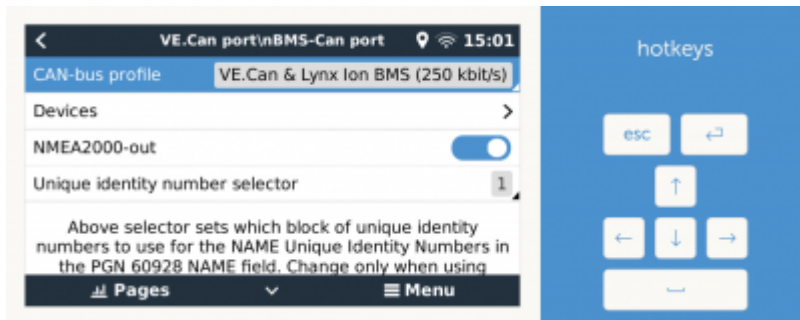 VE.Can port\nBMS-Can port 15:01
CAN-bus profile VE.Can & Lynx Ion BMS (250 kbit/s)
Devices
NMEA2000-out
Unique identity number selector 1
Above selector sets which block of unique identity
numbers to use for the NAME Unique Identity Numbers in
the PGN 60928 NAME field. Change only when using
Pages Menu
hotkeys
esc